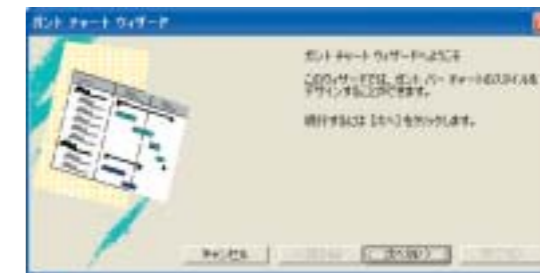 ガント チャート ウィザード
ガント チャート ウィザードへようこそ
このウィザードでは、ガント バー チャートのスタイルを
デザインすることができます。
続行するには [次へ] をクリックします。
キャンセル
次へ(N)